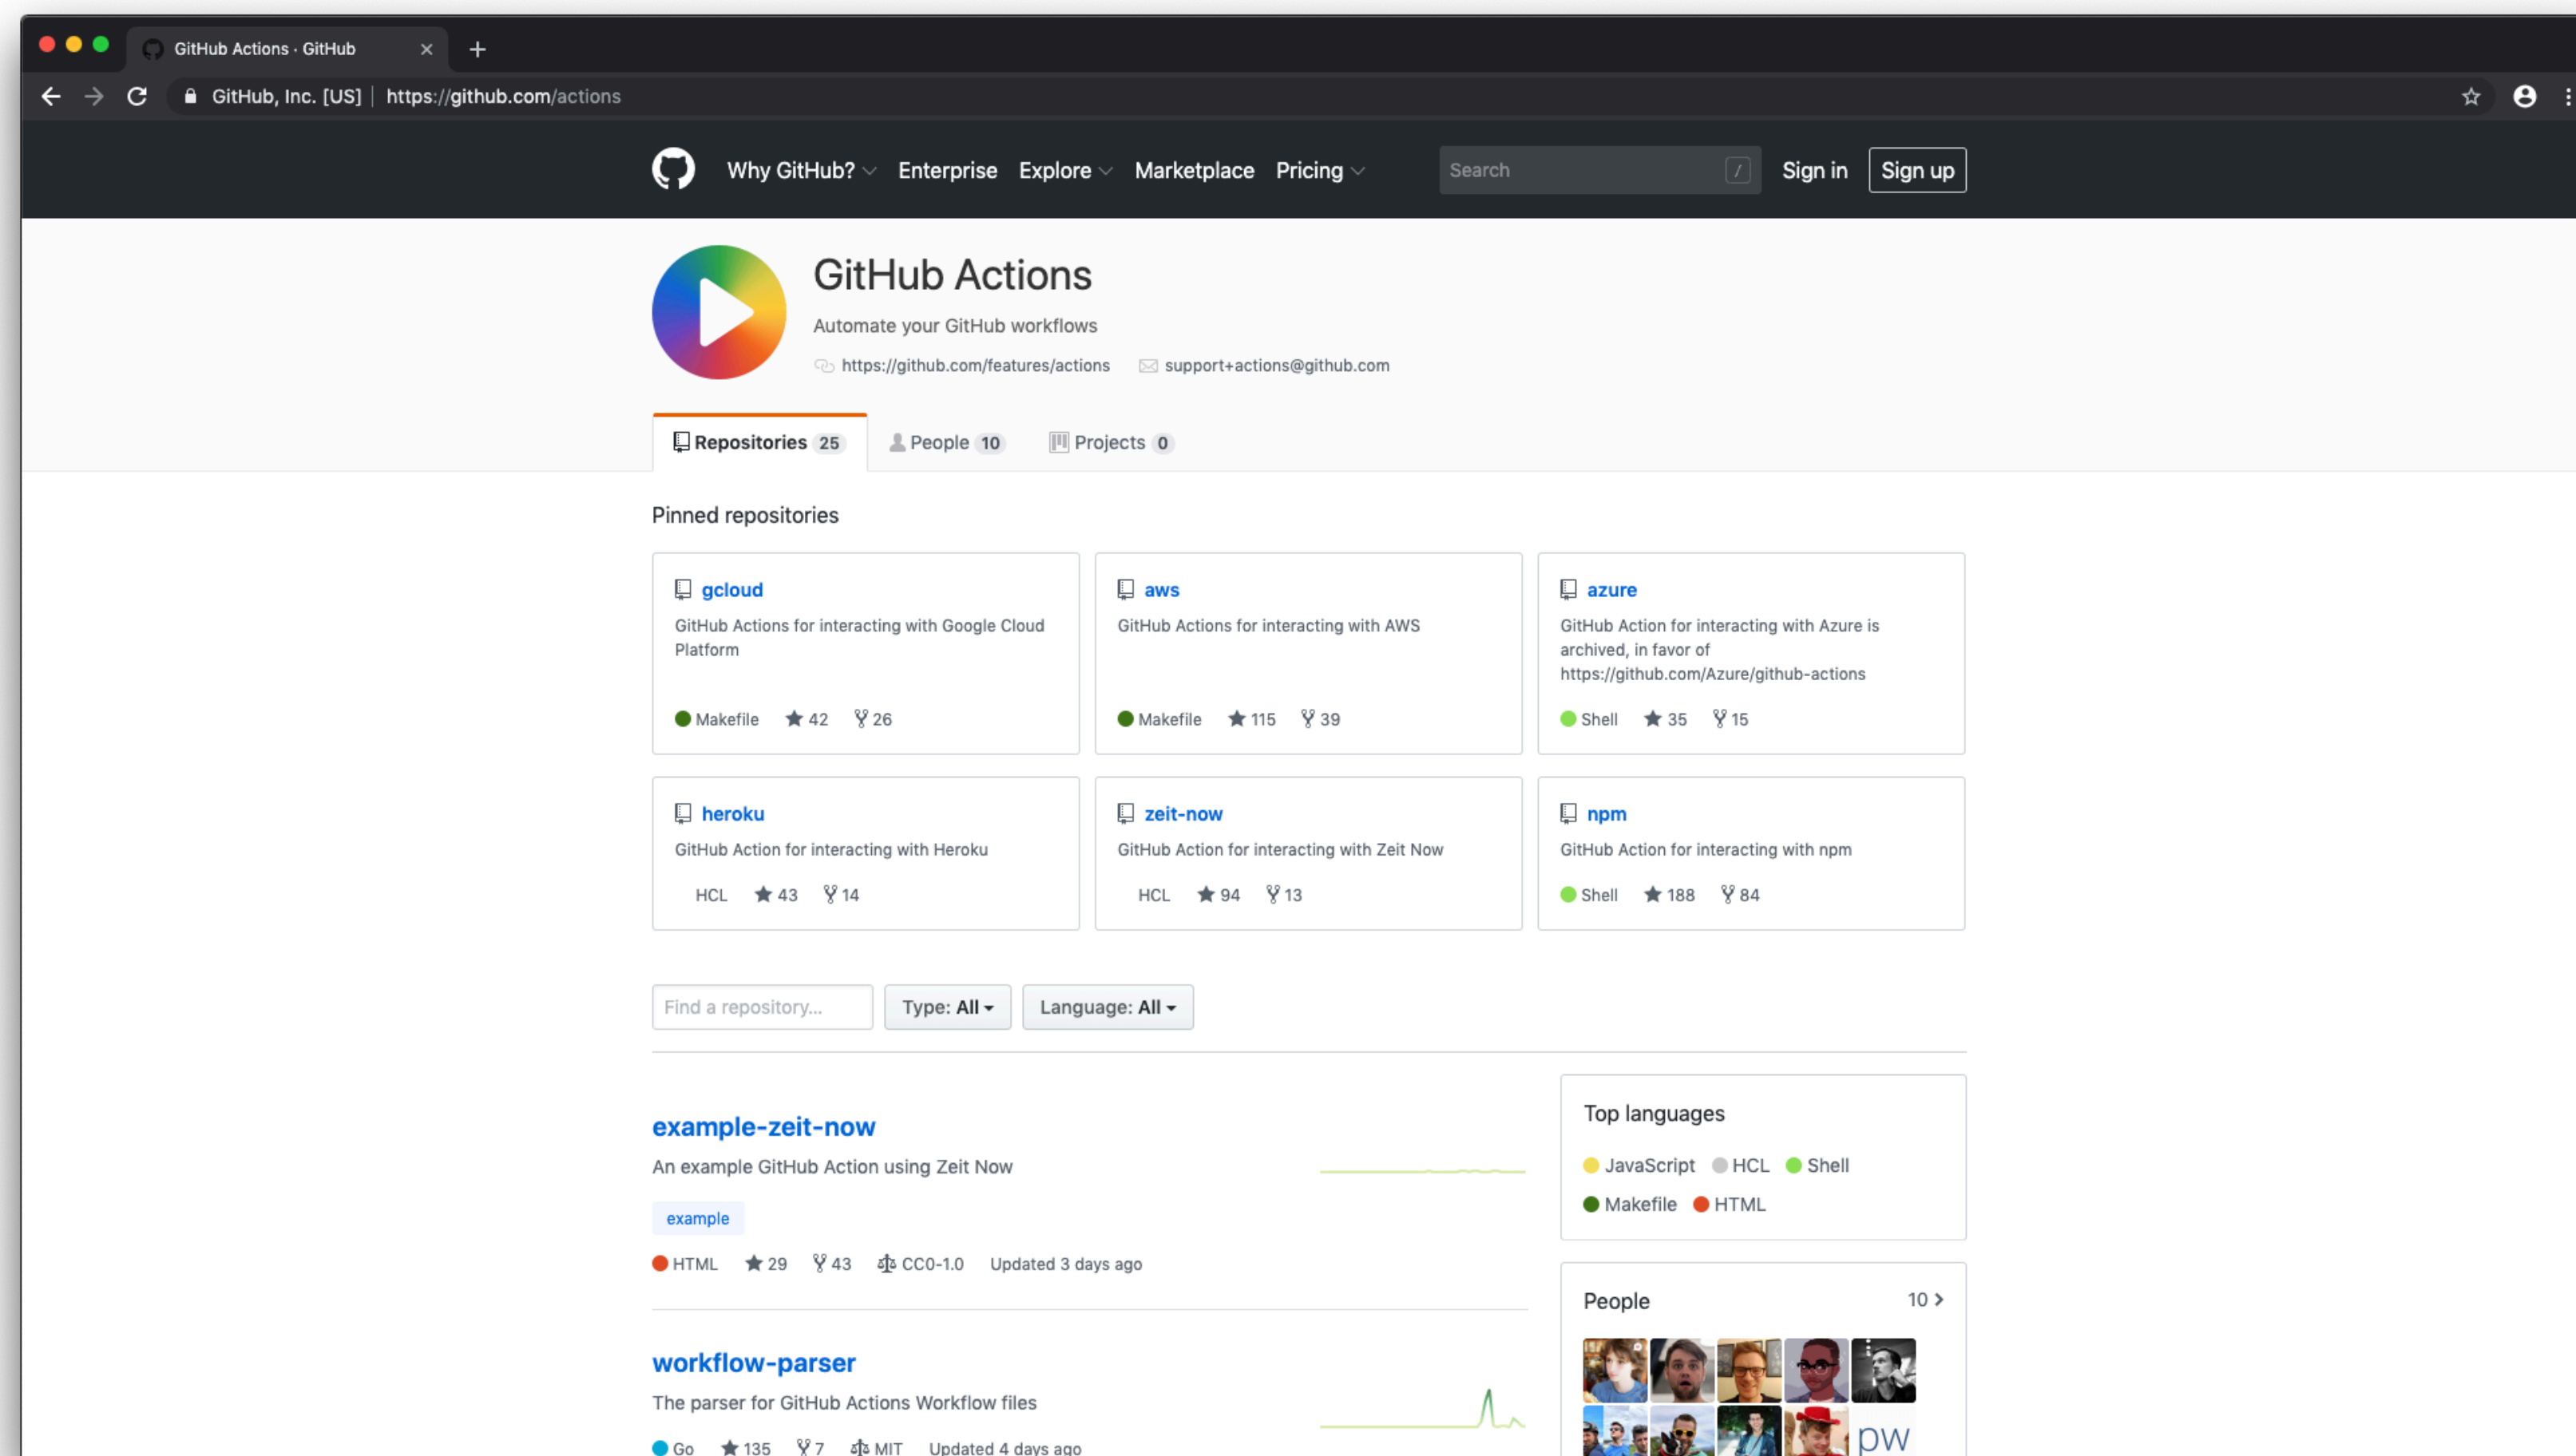 GitHub Actions · GitHub
GitHub, Inc. [US] | https://github.com/actions
Why GitHub? Enterprise Explore Marketplace Pricing Search / Sign in Sign up
GitHub Actions
Automate your GitHub workflows
https://github.com/features/actions support+actions@github.com
Repositories 25 People 10 Projects 0
Pinned repositories
gcloud
GitHub Actions for interacting with Google Cloud
Platform
Makefile 42 26
aws
GitHub Actions for interacting with AWS
Makefile 115 39
azure
GitHub Action for interacting with Azure is
archived, in favor of
https://github.com/Azure/github-actions
Shell 35 15
heroku
GitHub Action for interacting with Heroku
HCL 43 14
zeit-now
GitHub Action for interacting with Zeit Now
HCL 94 13
npm
GitHub Action for interacting with npm
Shell 188 84
Find a repository... Type: All Language: All
example-zeit-now
An example GitHub Action using Zeit Now
example
HTML 29 43 CC0-1.0 Updated 3 days ago
workflow-parser
The parser for GitHub Actions Workflow files
Go 135 7 MIT Updated 4 days ago
Top languages
JavaScript HCL Shell
Makefile HTML
People 10
pw